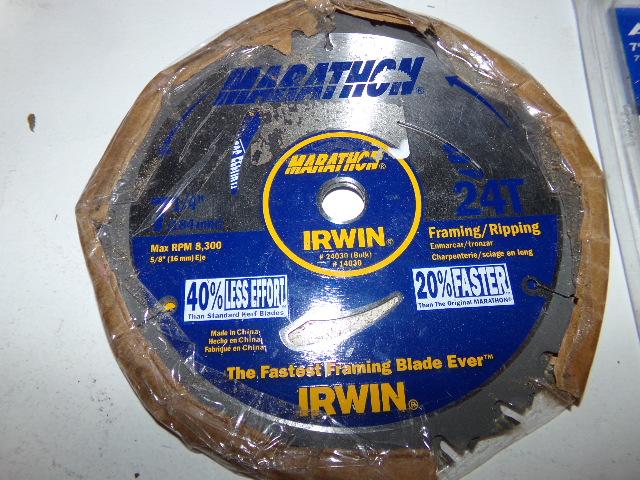 MARATHON®
MARATHON®
24T
IRWIN®
# 24030 (Bulk)
# 14030
Max RPM 8,300
5/8" (16 mm) Eje
Framing/Ripping
Enmarcar/tronzar
Charpenterie/sciage en long
40% LESS EFFORT
Than Standard Kerf Blades
20% FASTER
Than The Original MARATHON®
Made in China
Hecho en China
Fabriqué en China
The Fastest Framing Blade Ever™
IRWIN®